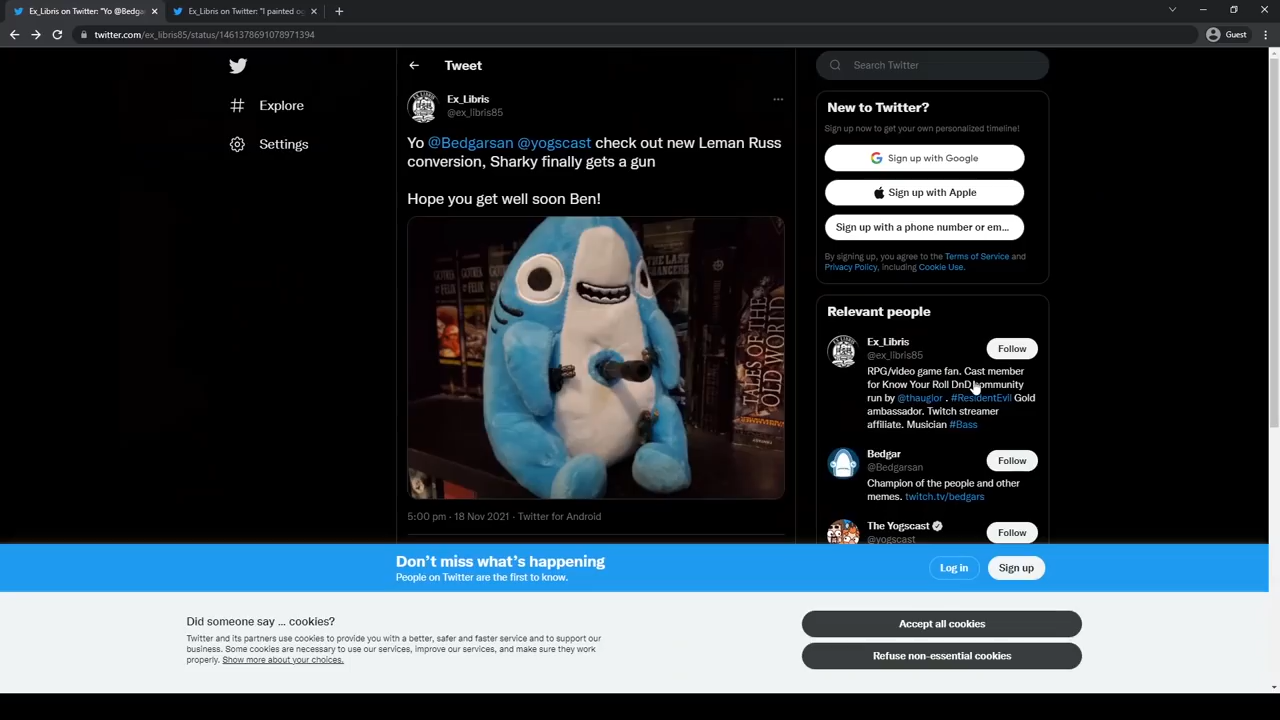 Ex_Libris on Twitter: "Yo @Bedga
Ex_Libris on Twitter: "I painted og
twitter.com/ex_libris85/status/1461378691078971394
Guest
Explore
Settings
Tweet
Ex_Libris
@ex_libris85
Yo @Bedgarsan @yogscast check out new Leman Russ
conversion, Sharky finally gets a gun
Hope you get well soon Ben!
GOTREK
FELIX
GOTREK
FELIX
THE LAST
CHANCERS
TALES OF THE
OLD WORLD
5:00 pm · 18 Nov 2021 · Twitter for Android
Search Twitter
New to Twitter?
Sign up now to get your own personalized timeline!
Sign up with Google
Sign up with Apple
Sign up with a phone number or em...
By signing up, you agree to the Terms of Service and
Privacy Policy, including Cookie Use.
Relevant people
Ex_Libris
@ex_libris85
Follow
RPG/video game fan. Cast member
for Know Your Roll DnD community
run by @thauglor . #ResidentEvil Gold
ambassador. Twitch streamer
affiliate. Musician #Bass
Bedgar
@Bedgarsan
Follow
Champion of the people and other
memes. twitch.tv/bedgars
The Yogscast
@yogscast
Follow
Don't miss what's happening
People on Twitter are the first to know.
Log in
Sign up
Did someone say … cookies?
Twitter and its partners use cookies to provide you with a better, safer and faster service and to support our
business. Some cookies are necessary to use our services, improve our services, and make sure they work
properly. Show more about your choices.
Accept all cookies
Refuse non-essential cookies